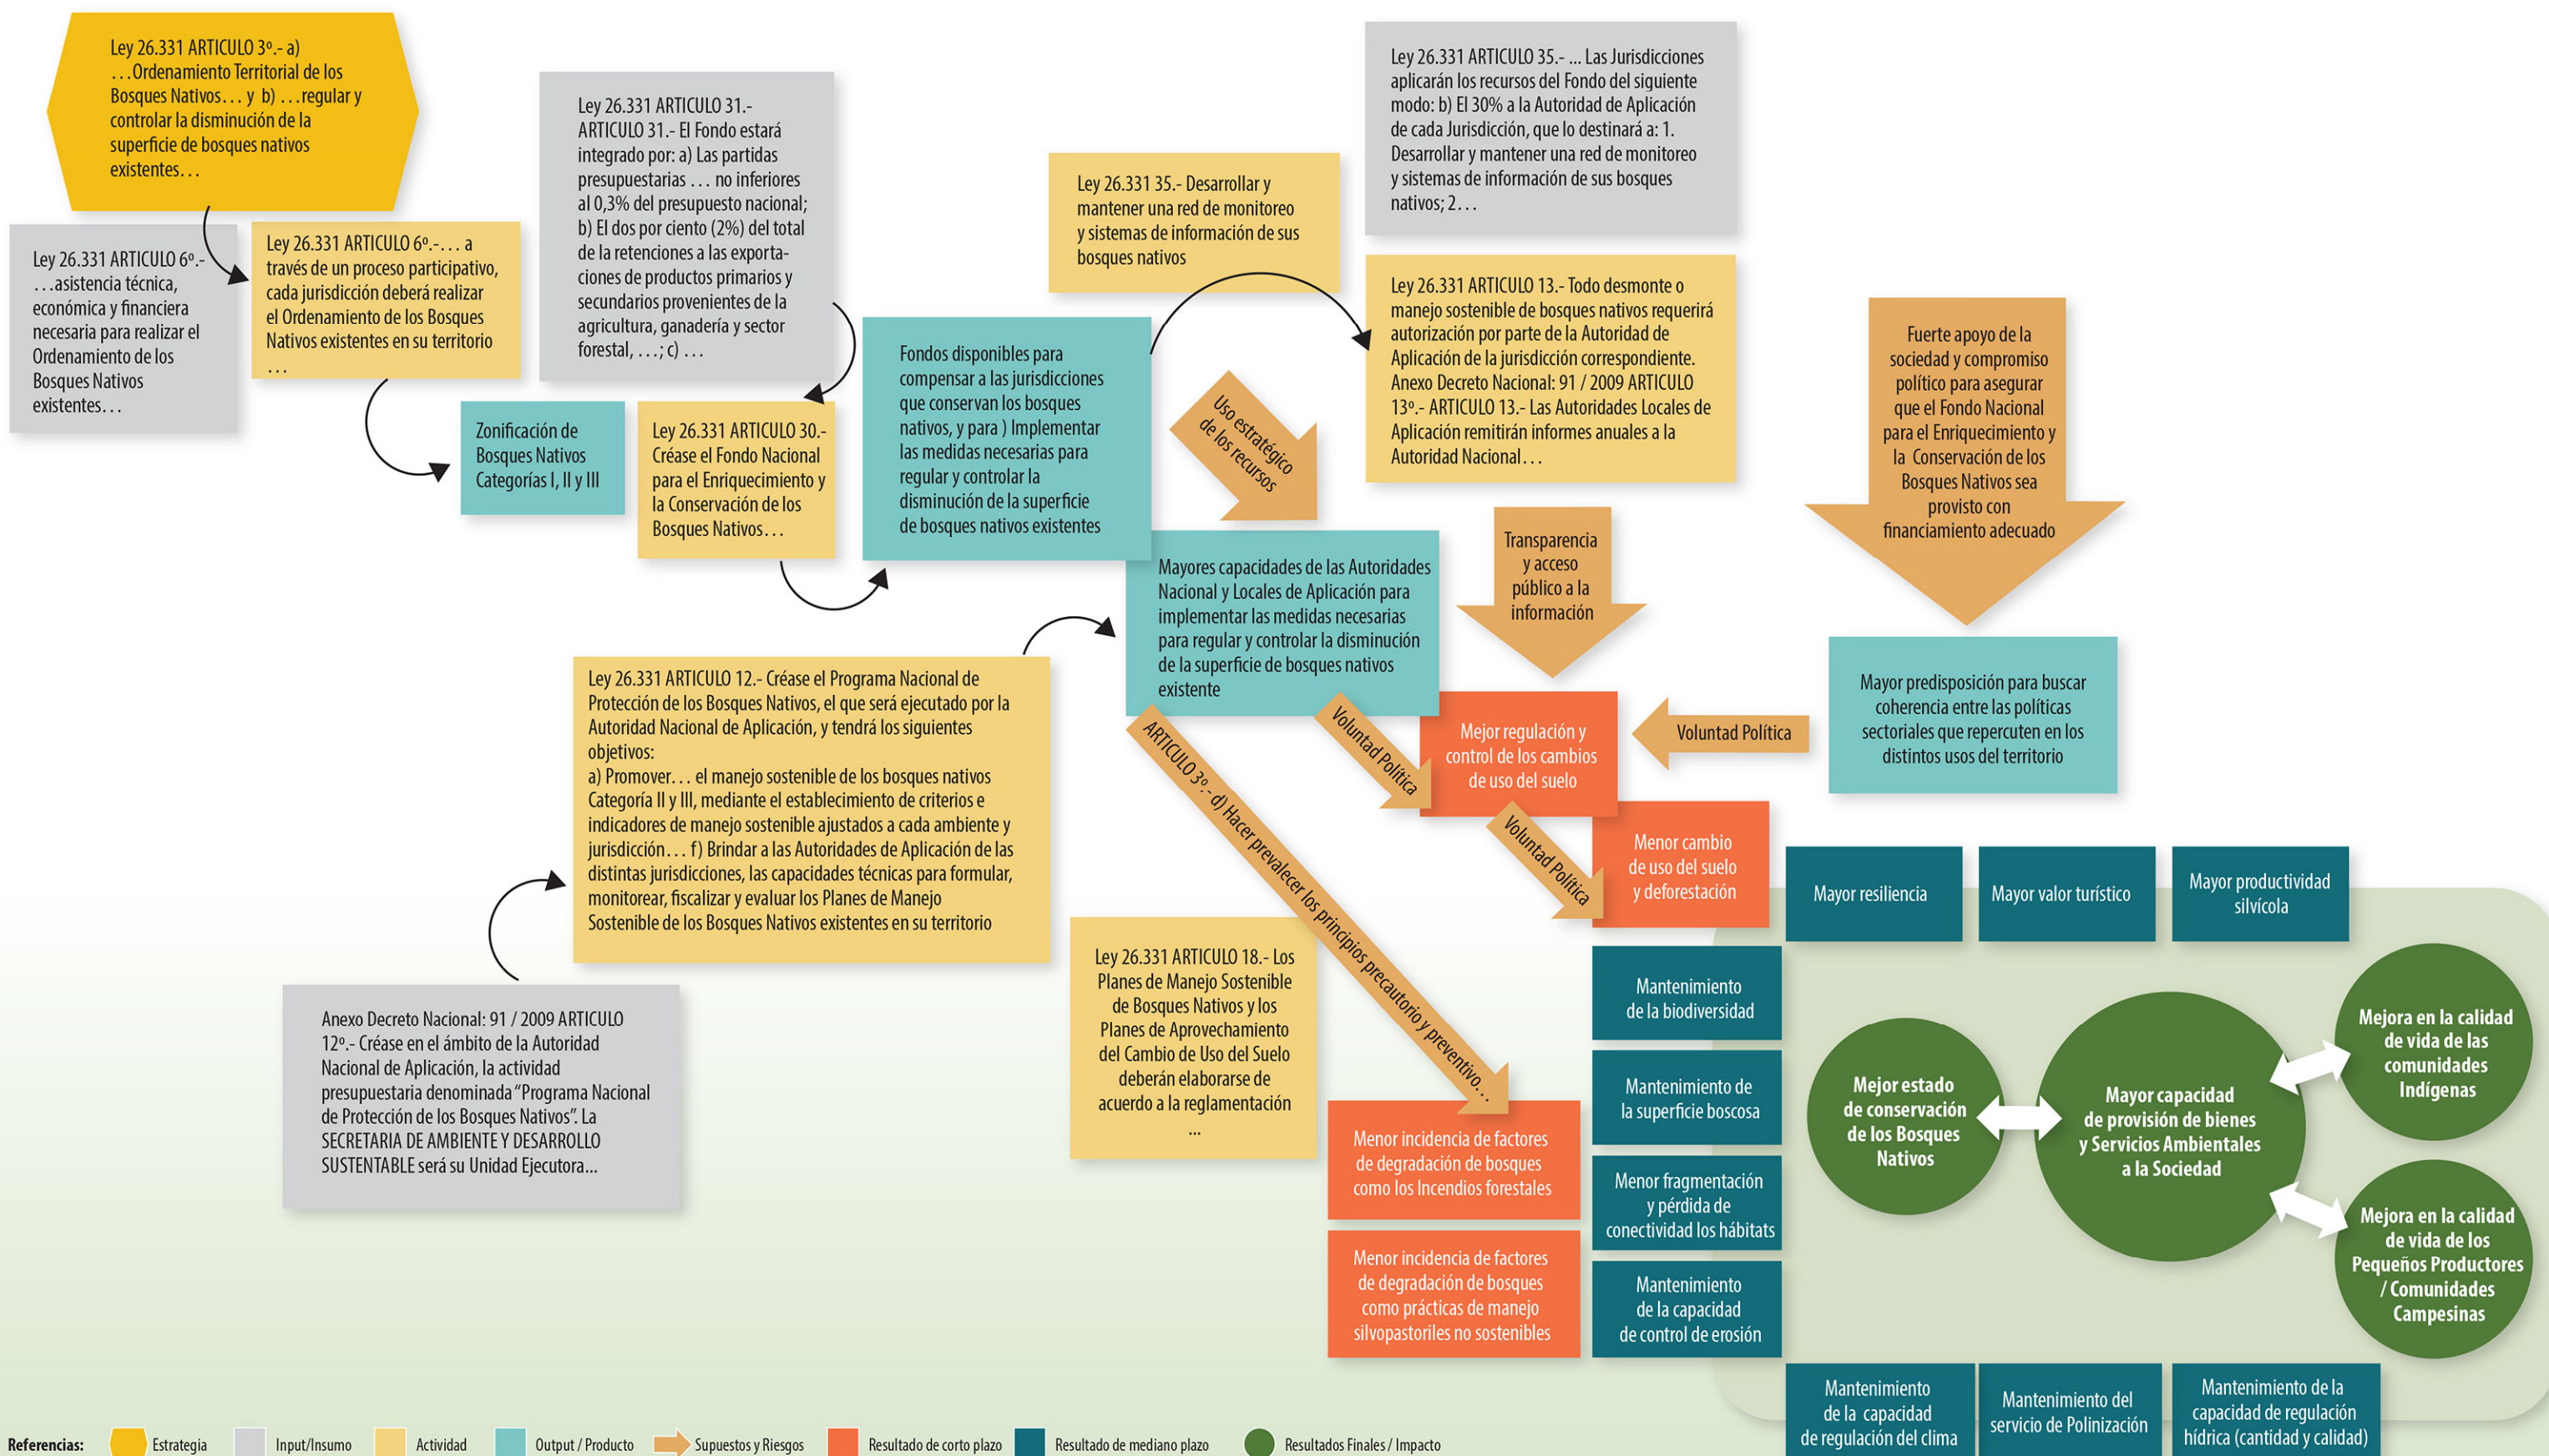 Ley 26.331 ARTICULO 3º.- a)
…Ordenamiento Territorial de los
Bosques Nativos… y b) …regular y
controlar la disminución de la
superficie de bosques nativos
existentes…
Ley 26.331 ARTICULO 6º.-
…asistencia técnica,
económica y financiera
necesaria para realizar el
Ordenamiento de los
Bosques Nativos
existentes…
Ley 26.331 ARTICULO 6º.-… a
través de un proceso participativo,
cada jurisdicción deberá realizar
el Ordenamiento de los Bosques
Nativos existentes en su territorio
…
Zonificación de
Bosques Nativos
Categorías I, II y III
Ley 26.331 ARTICULO 31.-
ARTICULO 31.- El Fondo estará
integrado por: a) Las partidas
presupuestarias … no inferiores
al 0,3% del presupuesto nacional;
b) El dos por ciento (2%) del total
de la retenciones a las exporta-
ciones de productos primarios y
secundarios provenientes de la
agricultura, ganadería y sector
forestal, …; c) …
Ley 26.331 ARTICULO 30.-
Créase el Fondo Nacional
para el Enriquecimiento y
la Conservación de los
Bosques Nativos…
Fondos disponibles para
compensar a las jurisdicciones
que conservan los bosques
nativos, y para ) Implementar
las medidas necesarias para
regular y controlar la
disminución de la superficie
de bosques nativos existentes
Ley 26.331 35.- Desarrollar y
mantener una red de monitoreo
y sistemas de información de sus
bosques nativos
Ley 26.331 ARTICULO 35.- ... Las Jurisdicciones
aplicarán los recursos del Fondo del siguiente
modo: b) El 30% a la Autoridad de Aplicación
de cada Jurisdicción, que lo destinará a: 1.
Desarrollar y mantener una red de monitoreo
y sistemas de información de sus bosques
nativos; 2…
Ley 26.331 ARTICULO 13.- Todo desmonte o
manejo sostenible de bosques nativos requerirá
autorización por parte de la Autoridad de
Aplicación de la jurisdicción correspondiente.
Anexo Decreto Nacional: 91 / 2009 ARTICULO
13º.- ARTICULO 13.- Las Autoridades Locales de
Aplicación remitirán informes anuales a la
Autoridad Nacional…
Uso estratégico
de los recursos
Fuerte apoyo de la
sociedad y compromiso
político para asegurar
que el Fondo Nacional
para el Enriquecimiento y
la Conservación de los
Bosques Nativos sea
provisto con
financiamiento adecuado
Transparencia
y acceso
público a la
información
Mayores capacidades de las Autoridades
Nacional y Locales de Aplicación para
implementar las medidas necesarias
para regular y controlar la disminución
de la superficie de bosques nativos
existente
Ley 26.331 ARTICULO 12.- Créase el Programa Nacional de
Protección de los Bosques Nativos, el que será ejecutado por la
Autoridad Nacional de Aplicación, y tendrá los siguientes
objetivos:
a) Promover… el manejo sostenible de los bosques nativos
Categoría II y III, mediante el establecimiento de criterios e
indicadores de manejo sostenible ajustados a cada ambiente y
jurisdicción… f) Brindar a las Autoridades de Aplicación de las
distintas jurisdicciones, las capacidades técnicas para formular,
monitorear, fiscalizar y evaluar los Planes de Manejo
Sostenible de los Bosques Nativos existentes en su territorio
Anexo Decreto Nacional: 91 / 2009 ARTICULO
12º.- Créase en el ámbito de la Autoridad
Nacional de Aplicación, la actividad
presupuestaria denominada “Programa Nacional
de Protección de los Bosques Nativos”. La
SECRETARIA DE AMBIENTE Y DESARROLLO
SUSTENTABLE será su Unidad Ejecutora...
Voluntad Política
Mejor regulación y
control de los cambios
de uso del suelo
Voluntad Política
Mayor predisposición para buscar
coherencia entre las políticas
sectoriales que repercuten en los
distintos usos del territorio
Voluntad Política
Menor cambio
de uso del suelo
y deforestación
ARTICULO 3º.- d) Hacer prevalecer los principios precautorio y preventivo…
Ley 26.331 ARTICULO 18.- Los
Planes de Manejo Sostenible
de Bosques Nativos y los
Planes de Aprovechamiento
del Cambio de Uso del Suelo
deberán elaborarse de
acuerdo a la reglamentación
...
Menor incidencia de factores
de degradación de bosques
como los Incendios forestales
Menor incidencia de factores
de degradación de bosques
como prácticas de manejo
silvopastoriles no sostenibles
Mayor resiliencia
Mayor valor turístico
Mayor productividad
silvícola
Mantenimiento
de la biodiversidad
Mantenimiento de
la superficie boscosa
Menor fragmentación
y pérdida de
conectividad los hábitats
Mantenimiento
de la capacidad
de control de erosión
Mejor estado
de conservación
de los Bosques
Nativos
Mayor capacidad
de provisión de bienes
y Servicios Ambientales
a la Sociedad
Mejora en la calidad
de vida de las
comunidades
Indígenas
Mejora en la calidad
de vida de los
Pequeños Productores
/ Comunidades
Campesinas
Mantenimiento
de la capacidad
de regulación del clima
Mantenimiento del
servicio de Polinización
Mantenimiento de la
capacidad de regulación
hídrica (cantidad y calidad)
Referencias:
Estrategia
Input/Insumo
Actividad
Output / Producto
Supuestos y Riesgos
Resultado de corto plazo
Resultado de mediano plazo
Resultados Finales / Impacto